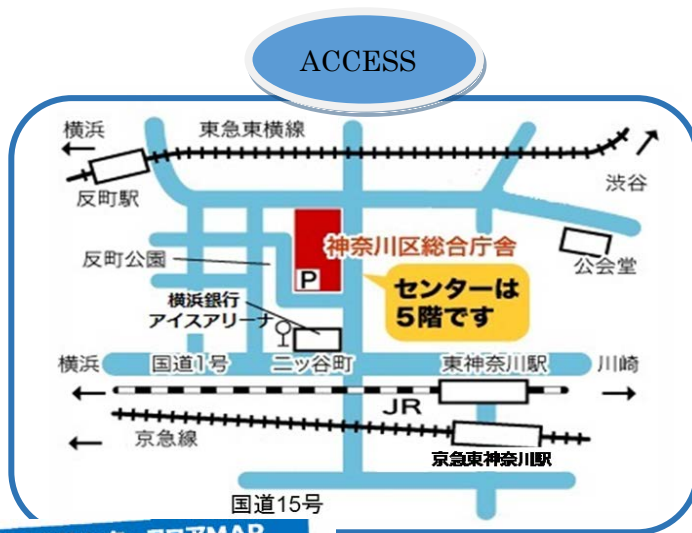 ACCESS
横浜
東急東横線
渋谷
反町駅
神奈川区総合庁舎
公会堂
反町公園
P
センターは
5階です
横浜銀行
アイスアリーナ
横浜
国道1号
二ッ谷町
東神奈川駅
川崎
JR
京急線
京急東神奈川駅
国道15号
MAP